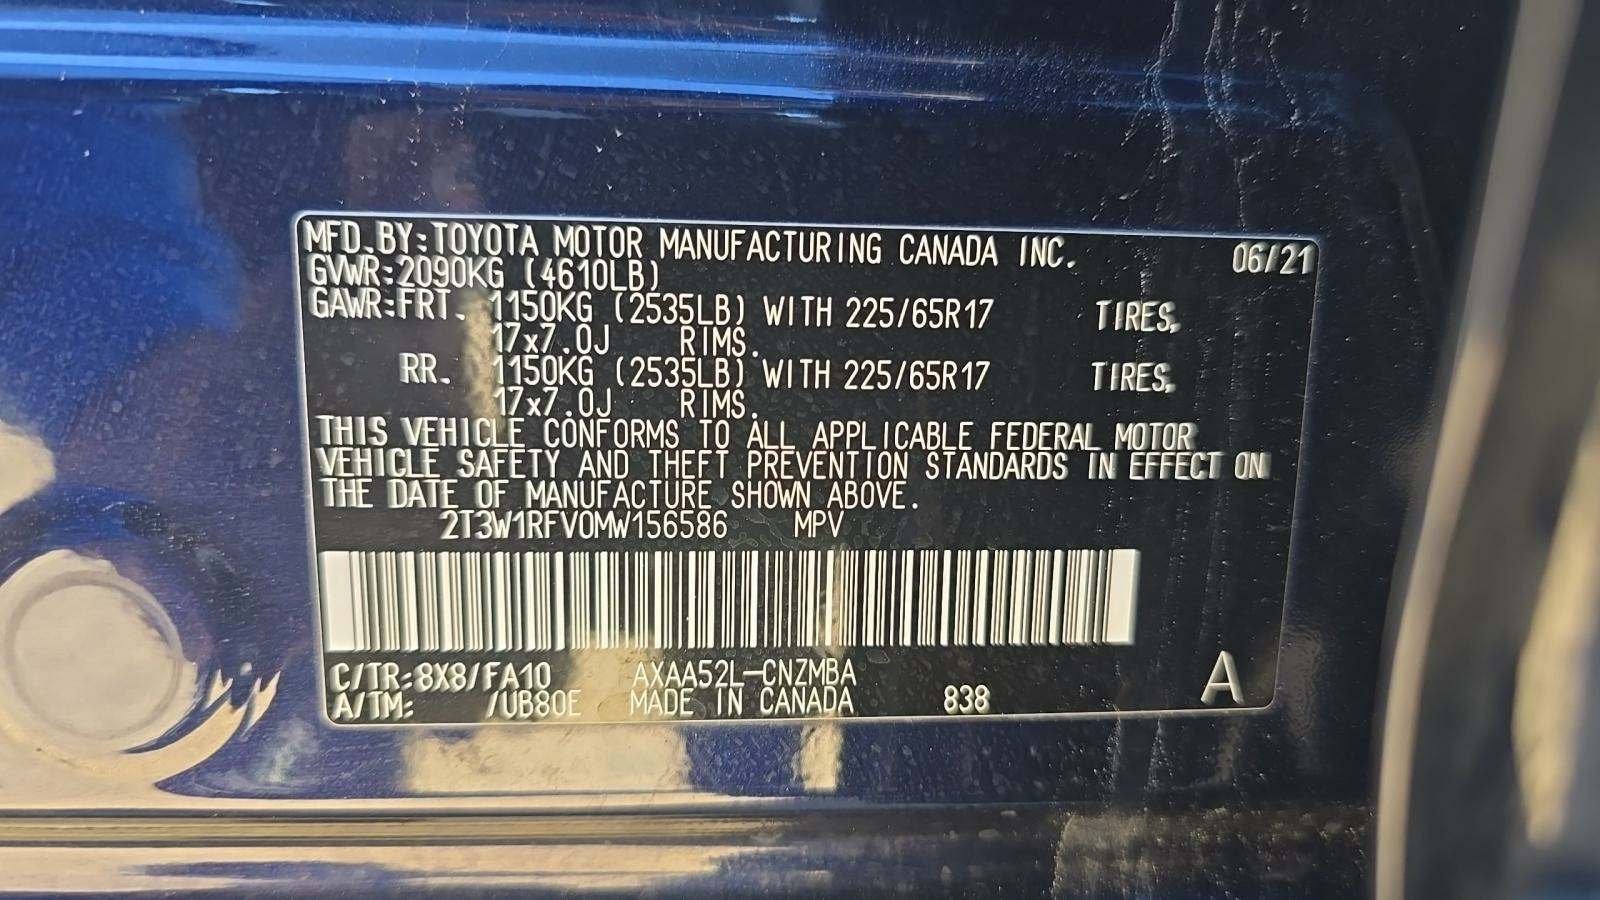 MFD.BY:TOYOTA MOTOR MANUFACTURING CANADA INC. 06/21
GVWR:2090KG (4610LB)
GAWR:FRT. 1150KG (2535LB) WITH 225/65R17 TIRES,
17x7.0J RIMS.
RR. 1150KG (2535LB) WITH 225/65R17 TIRES,
17x7.0J RIMS.
THIS VEHICLE CONFORMS TO ALL APPLICABLE FEDERAL MOTOR
VEHICLE SAFETY AND THEFT PREVENTION STANDARDS IN EFFECT ON
THE DATE OF MANUFACTURE SHOWN ABOVE.
2T3W1RFV0MW156586 MPV
C/TR:8X8/FA10 AXAA52L-CNZMBA A
A/TM: /UB80E MADE IN CANADA 838